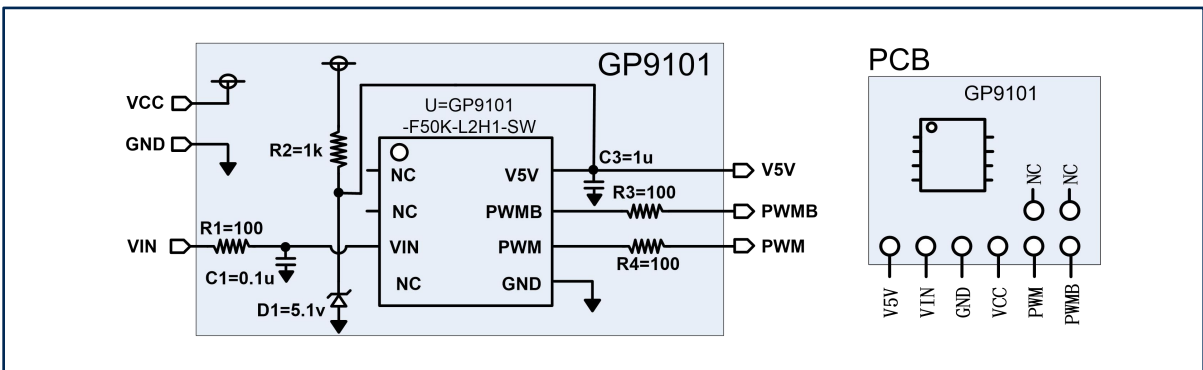 GP9101
VCC
GND
R2=1k
U=GP9101
-F50K-L2H1-SW
NC
V5V
C3=1u
V5V
R3=100
NC
PWMB
PWMB
R1=100
VIN
VIN
PWM
PWM
R4=100
C1=0.1u
NC
GND
D1=5.1v
PCB
GP9101
NC
NC
V5V
VIN
GND
VCC
PWM
PWMB